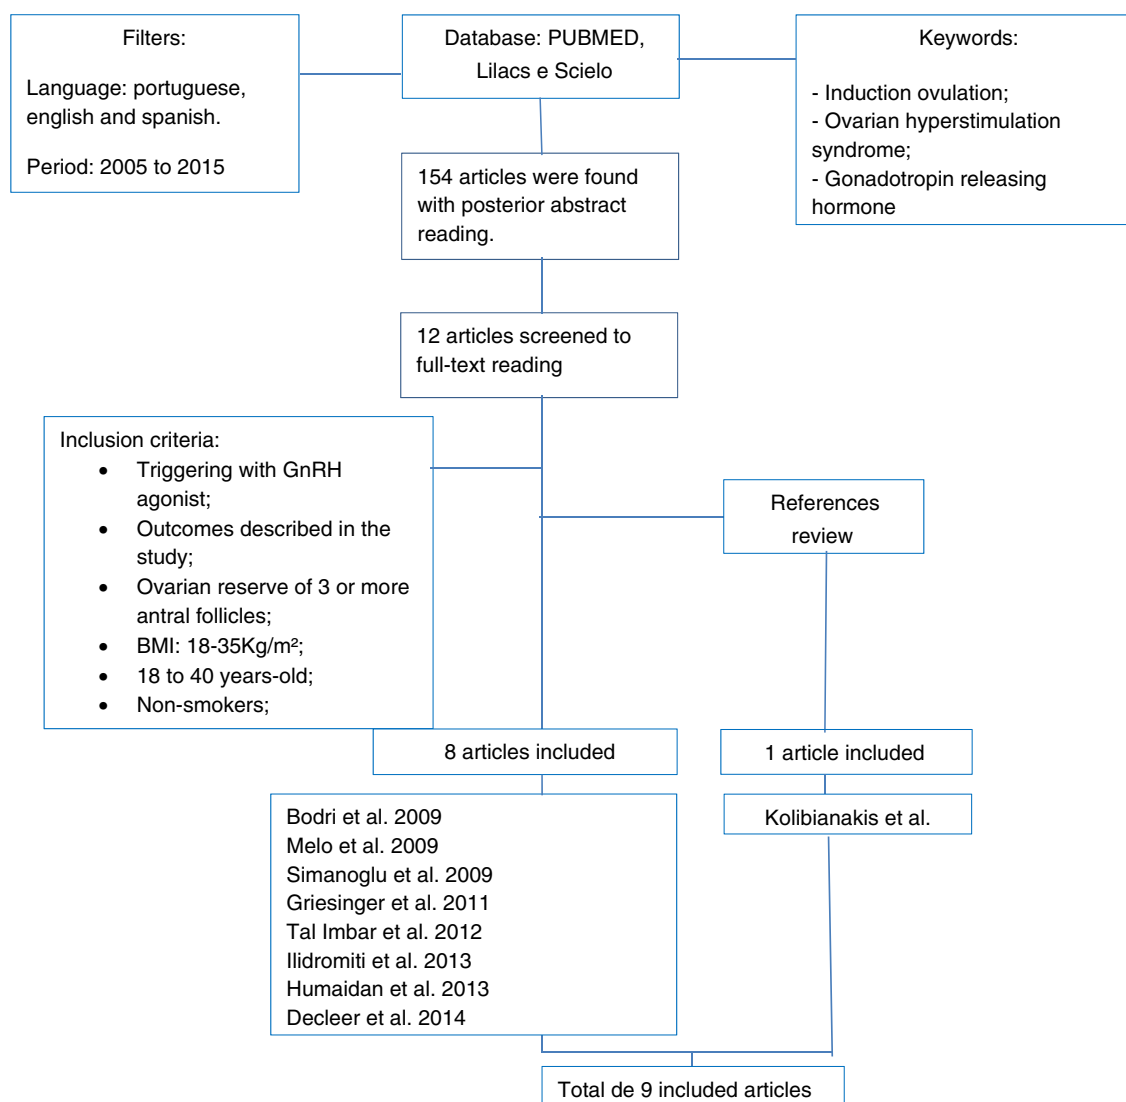 Filters:
Language: portuguese,
english and spanish.
Period: 2005 to 2015
Database: PUBMED,
Lilacs e Scielo
Keywords:
- Induction ovulation;
- Ovarian hyperstimulation
syndrome;
- Gonadotropin releasing
hormone
154 articles were found
with posterior abstract
reading.
12 articles screened to
full-text reading
Inclusion criteria:
• Triggering with GnRH
agonist;
• Outcomes described in the
study;
• Ovarian reserve of 3 or more
antral follicles;
• BMI: 18-35Kg/m²;
• 18 to 40 years-old;
• Non-smokers;
References
review
8 articles included
1 article included
Bodri et al. 2009
Melo et al. 2009
Simanoglu et al. 2009
Griesinger et al. 2011
Tal Imbar et al. 2012
Ilidromiti et al. 2013
Humaidan et al. 2013
Decleer et al. 2014
Kolibianakis et al.
Total de 9 included articles